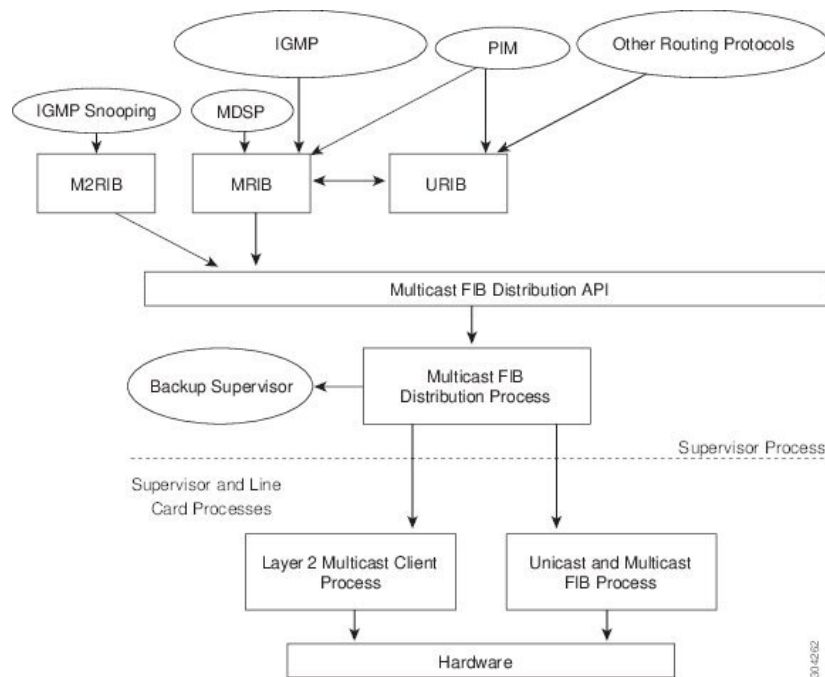 IGMP
PIM
Other Routing Protocols
IGMP Snooping
MDSP
M2RIB
MRIB
URIB
Multicast FIB Distribution API
Backup Supervisor
Multicast FIB
Distribution Process
Supervisor Process
Supervisor and Line
Card Processes
Layer 2 Multicast Client
Process
Unicast and Multicast
FIB Process
Hardware
304262